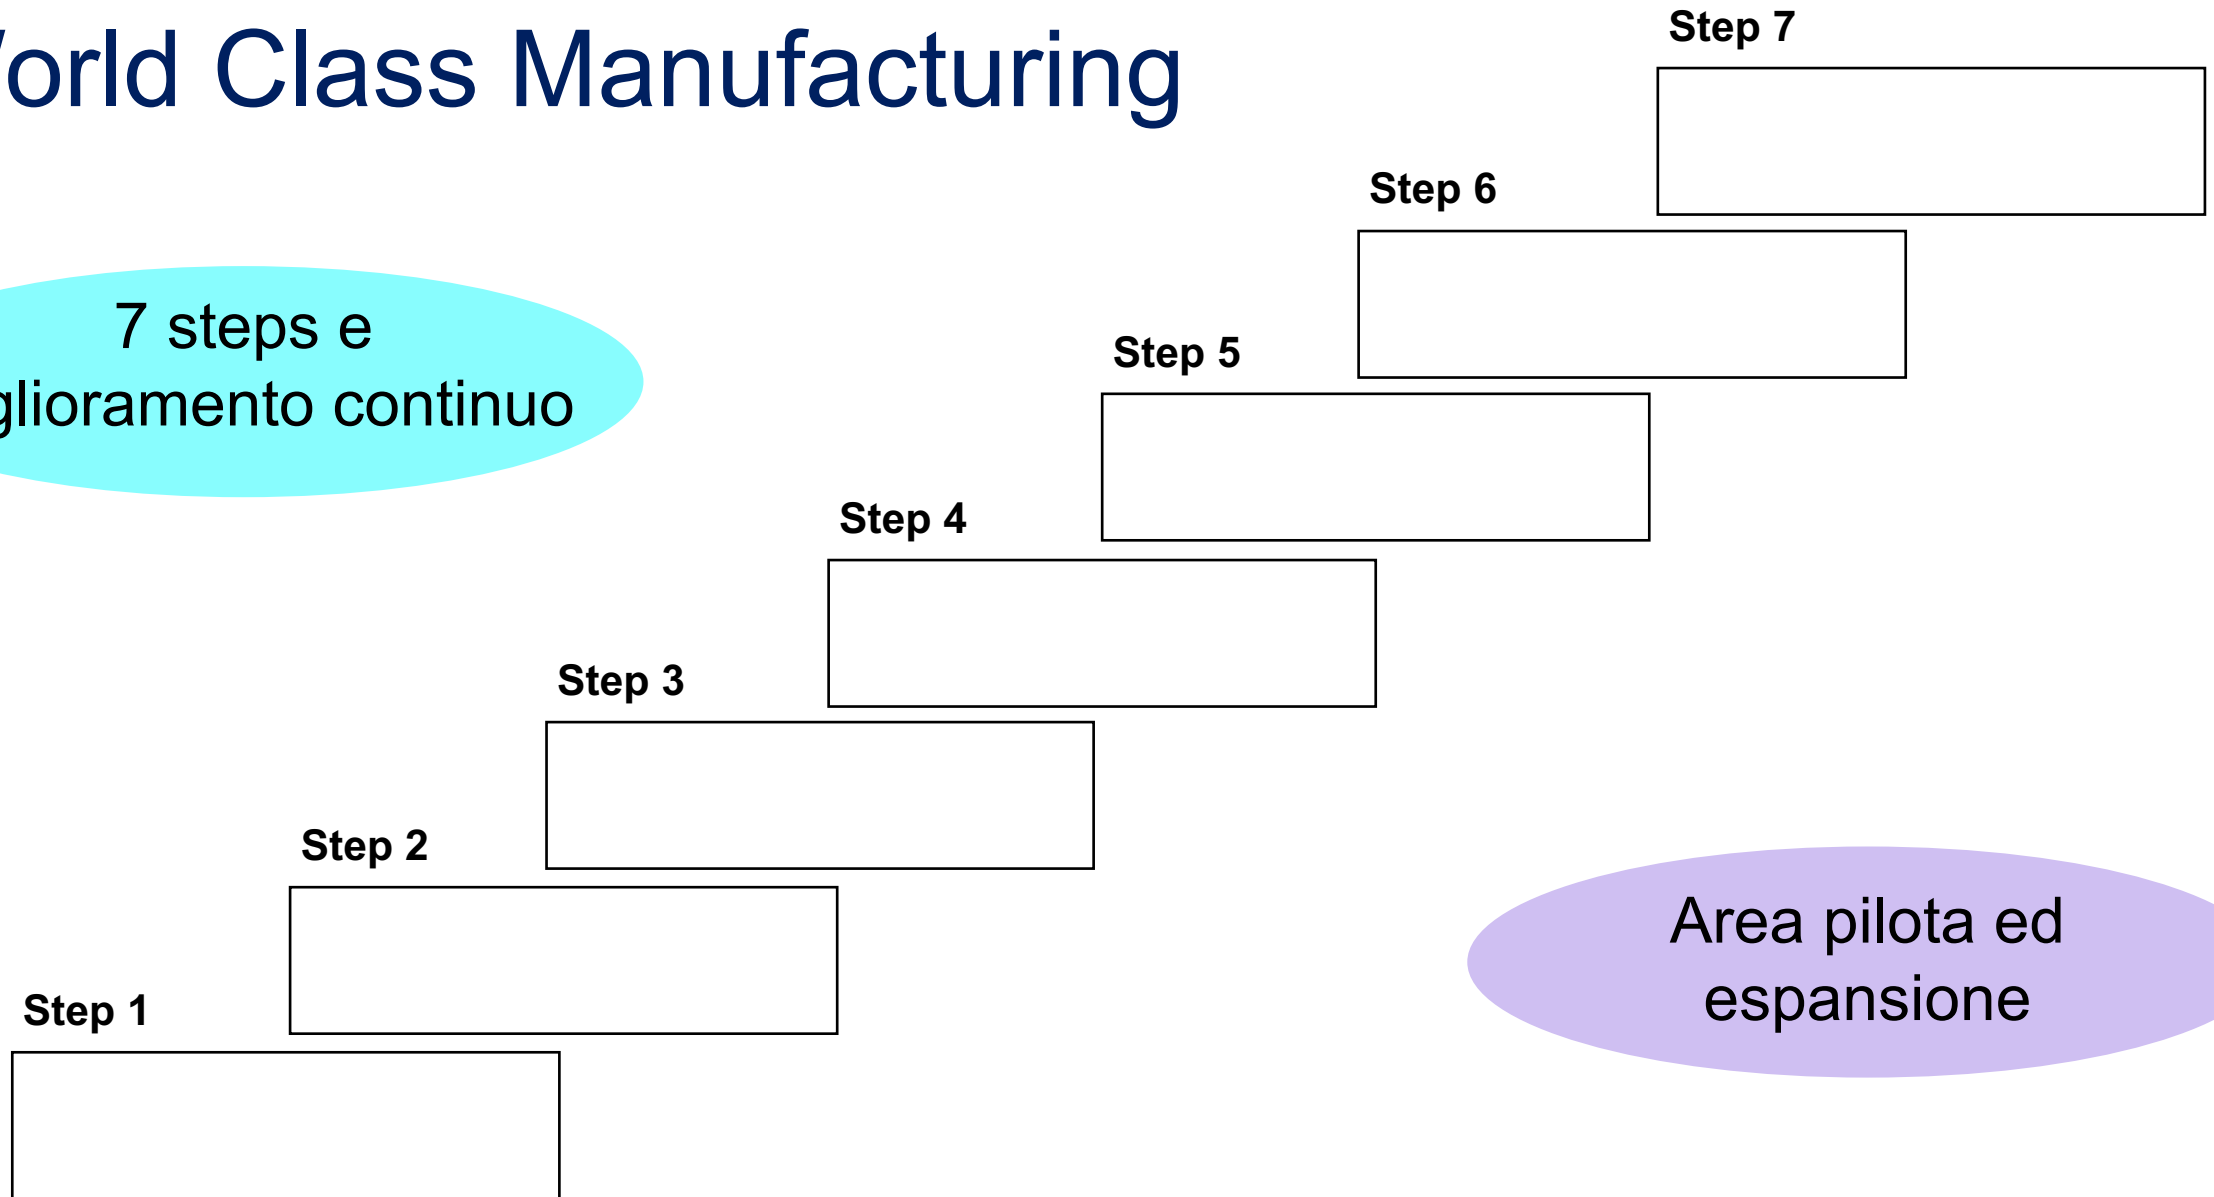 World Class Manufacturing
Step 7
Step 6
7 steps e
glioramento continuo
Step 5
Step 4
Step 3
Step 2
Area pilota ed
espansione
Step 1